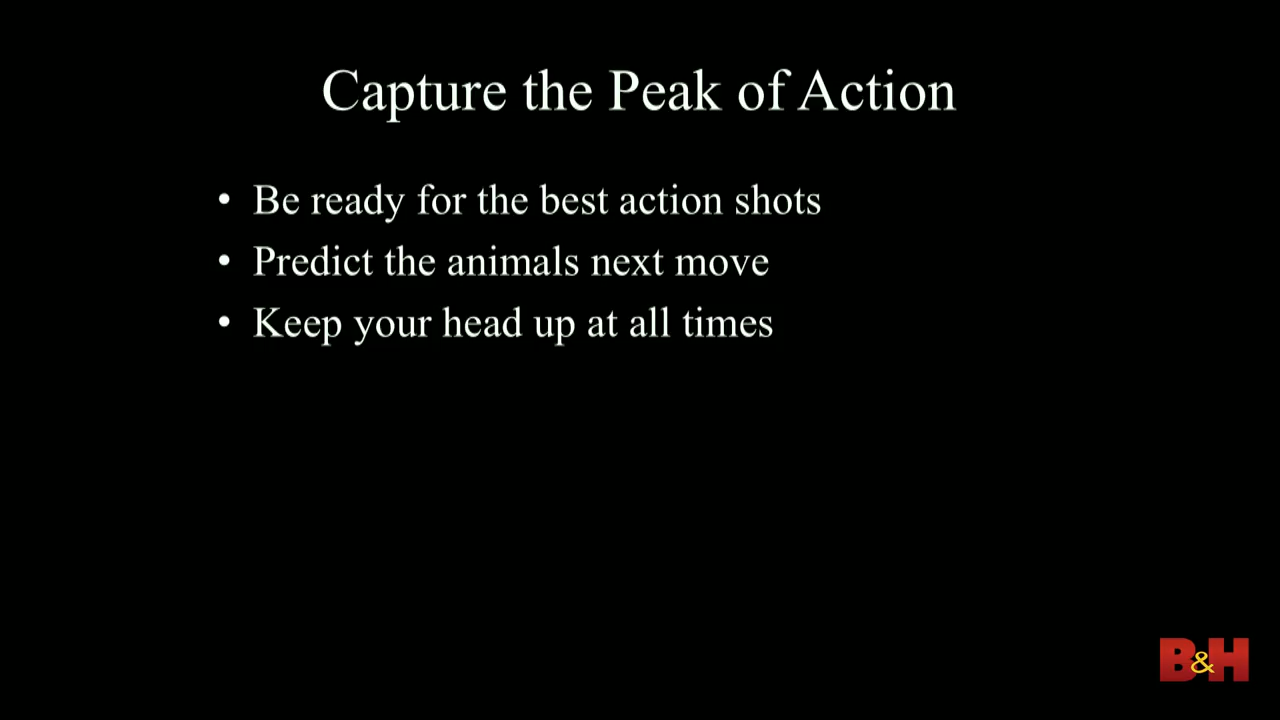 Capture the Peak of Action
• Be ready for the best action shots
• Predict the animals next move
• Keep your head up at all times
B&H